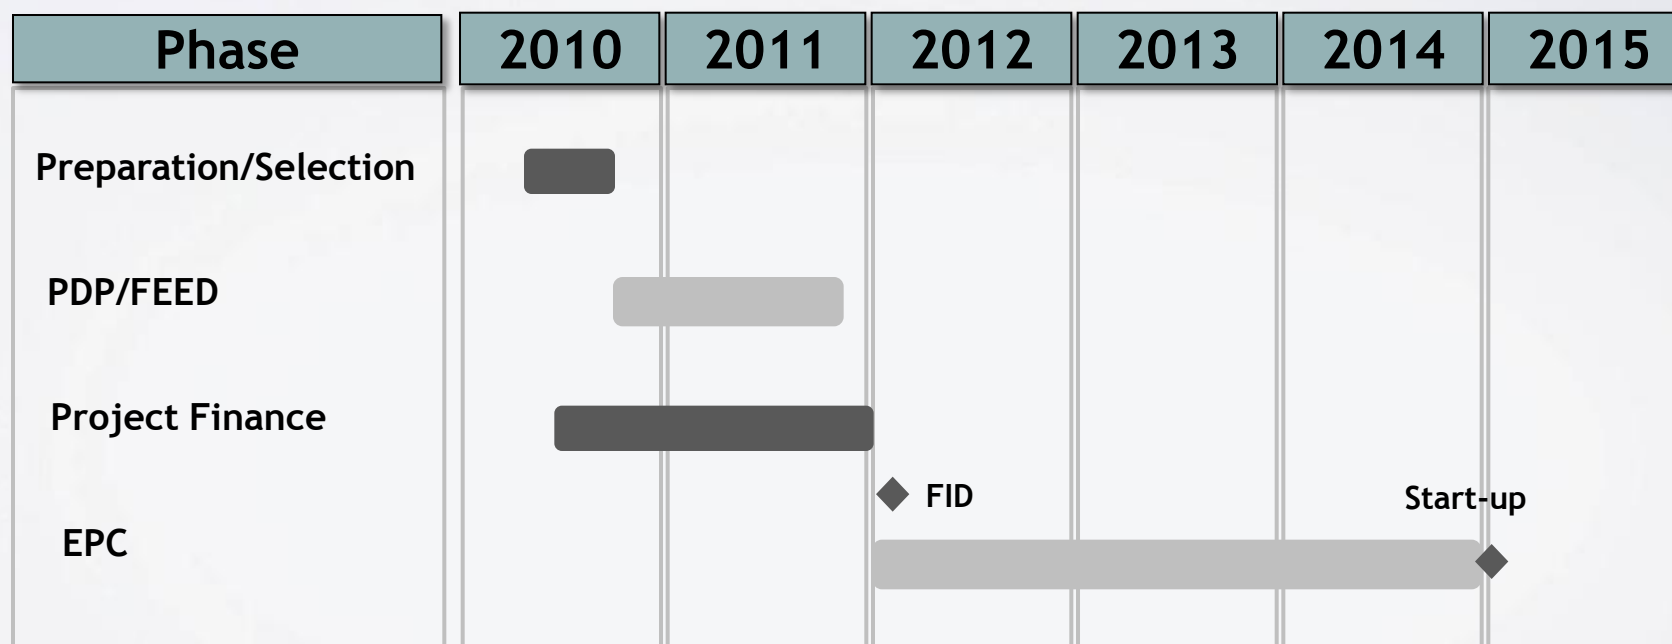 Phase 2010 2011 2012 2013 2014 2015
Preparation/Selection
PDP/FEED
Project Finance
FID
Start-up
EPC